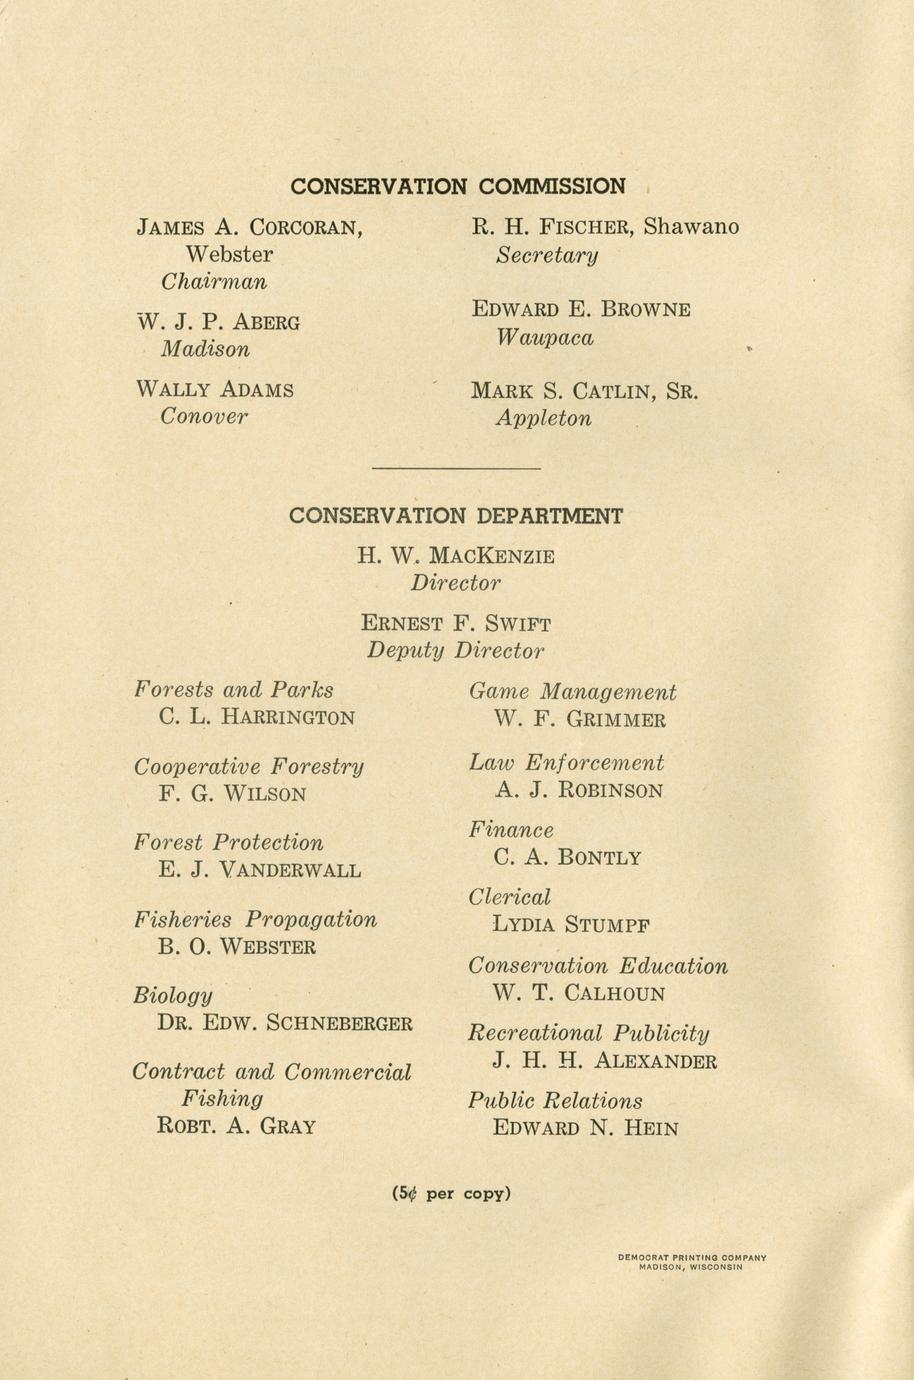 CONSERVATION COMMISSION
JAMES A. CORCORAN,
Webster
Chairman
W. J. P. ABERG
Madison
WALLY ADAMS
Conover
R. H. FISCHER, Shawano
Secretary
EDWARD E. BROWNE
Waupaca
MARK S. CATLIN, SR.
Appleton
CONSERVATION DEPARTMENT
H. W. MACKENZIE
Director
ERNEST F. SWIFT
Deputy Director
Forests and Parks
C. L. HARRINGTON
Cooperative Forestry
F. G. WILSON
Forest Protection
E. J. VANDERWALL
Fisheries Propagation
B. O. WEBSTER
Biology
DR. EDW. SCHNEBERGER
Contract and Commercial
Fishing
ROBT. A. GRAY
Game Management
W. F. GRIMMER
Law Enforcement
A. J. ROBINSON
Finance
C. A. BONTLY
Clerical
LYDIA STUMPF
Conservation Education
W. T. CALHOUN
Recreational Publicity
J. H. H. ALEXANDER
Public Relations
EDWARD N. HEIN
(5¢ per copy)
DEMOCRAT PRINTING COMPANY
MADISON, WISCONSIN